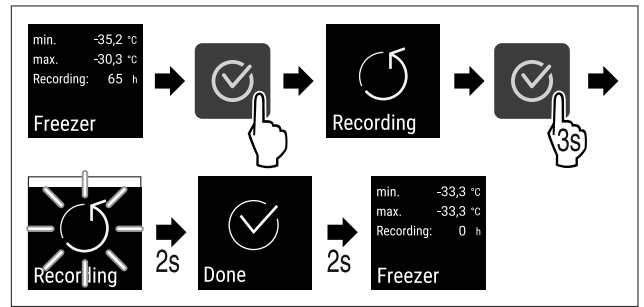 min. -35,2 °C
max. -30,3 °C
Recording: 65 h
Freezer
Recording
3s
Recording
2s
Done
2s
min. -33,3 °C
max. -33,3 °C
Recording: 0 h
Freezer